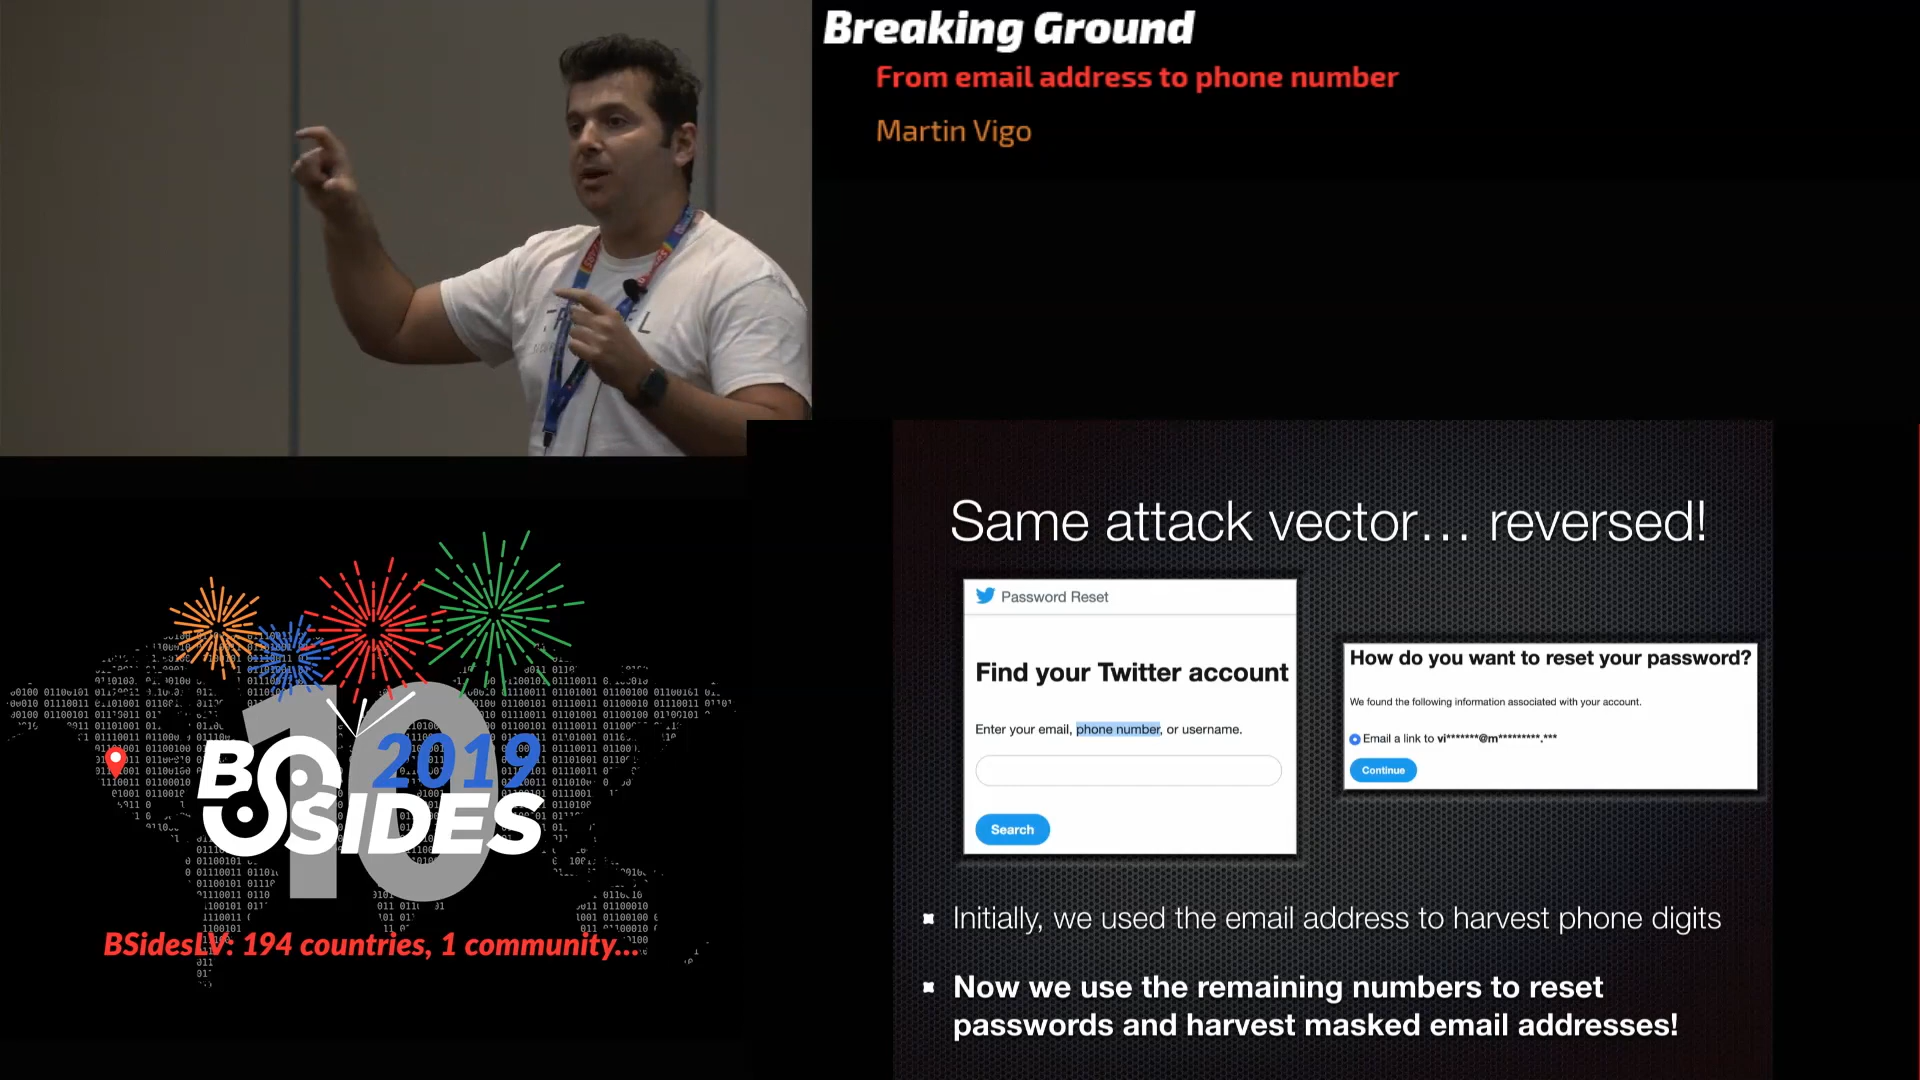 Breaking Ground
From email address to phone number
Martin Vigo
Same attack vector... reversed!
Password Reset
Find your Twitter account
Enter your email, phone number, or username.
Search
How do you want to reset your password?
We found the following information associated with your account.
Email a link to vi*******@m*********.***
Continue
Initially, we used the email address to harvest phone digits
Now we use the remaining numbers to reset
passwords and harvest masked email addresses!
10
2019
BSIDES
BSidesLV: 194 countries, 1 community...